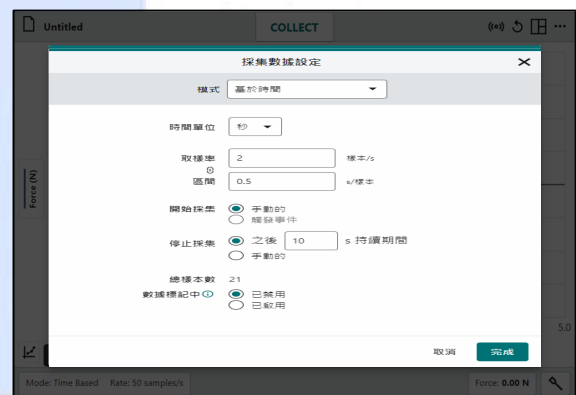 Untitled
COLLECT
採集數據設定
模式 基於時間
時間單位 秒
取樣率 2 樣本/s
區間 0.5 s/樣本
開始採集 手動的
觸發事件
停止採集 之後 10 s 持續期間
手動的
總樣本數 21
數據標記中 已禁用
已啟用
Force (N)
5.0
取消 完成
Mode: Time Based Rate: 50 samples/s Force: 0.00 N